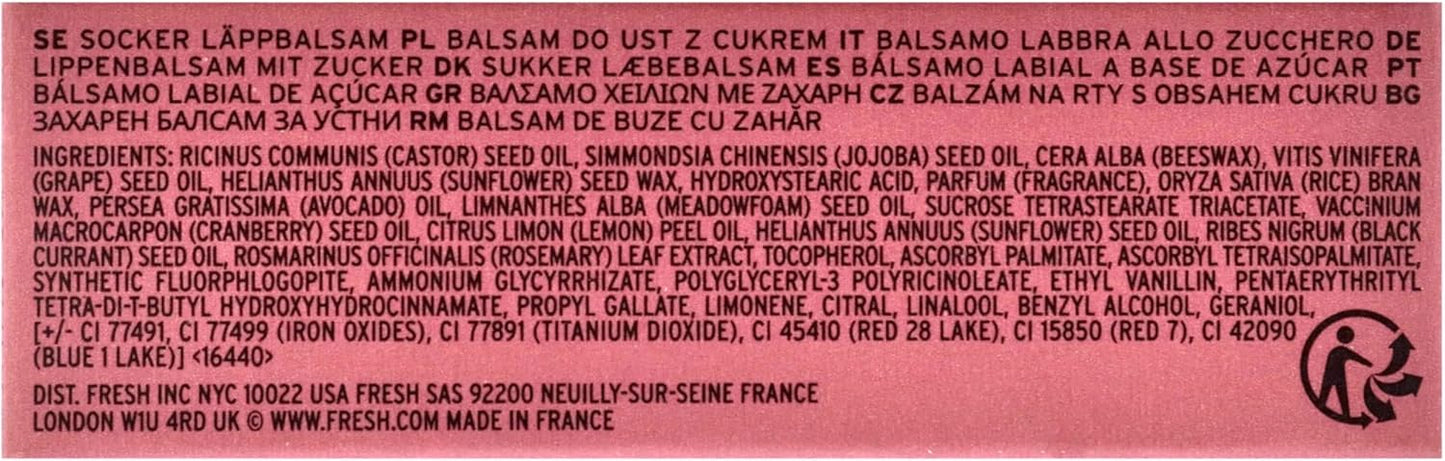 SE SOCKER LÄPPBALSAM PL BALSAM DO UST Z CUKREM IT BALSAMO LABBRA ALLO ZUCCHERO DE
LIPPENBALSAM MIT ZUCKER DK SUKKER LÆBEBALSAM ES BÁLSAMO LABIAL A BASE DE AZÚCAR PT
BÁLSAMO LABIAL DE AÇÚCAR GR ΒΑΛΣΑΜΟ ΧΕΙΛΙΩΝ ΜΕ ΖΑΧΑΡΗ CZ BALZÁM NA RTY S OBSAHEM CUKRU BG
ЗАХАРЕН БАЛСАМ ЗА УСТНИ RM BALSAM DE BUZE CU ZAHĂR
INGREDIENTS: RICINUS COMMUNIS (CASTOR) SEED OIL, SIMMONDSIA CHINENSIS (JOJOBA) SEED OIL, CERA ALBA (BEESWAX), VITIS VINIFERA
(GRAPE) SEED OIL, HELIANTHUS ANNUUS (SUNFLOWER) SEED WAX, HYDROXYSTEARIC ACID, PARFUM (FRAGRANCE), ORYZA SATIVA (RICE) BRAN
WAX, PERSEA GRATISSIMA (AVOCADO) OIL, LIMNANTHES ALBA (MEADOWFOAM) SEED OIL, SUCROSE TETRASTEARATE TRIACETATE, VACCINIUM
MACROCARPON (CRANBERRY) SEED OIL, CITRUS LIMON (LEMON) PEEL OIL, HELIANTHUS ANNUUS (SUNFLOWER) SEED OIL, RIBES NIGRUM (BLACK
CURRANT) SEED OIL, ROSMARINUS OFFICINALIS (ROSEMARY) LEAF EXTRACT, TOCOPHEROL, ASCORBYL PALMITATE, ASCORBYL TETRAISOPALMITATE,
SYNTHETIC FLUORPHLOGOPITE, AMMONIUM GLYCYRRHIZATE, POLYGLYCERYL-3 POLYRICINOLEATE, ETHYL VANILLIN, PENTAERYTHRITYL
TETRA-DI-T-BUTYL HYDROXYHYDROCINNAMATE, PROPYL GALLATE, LIMONENE, CITRAL, LINALOOL, BENZYL ALCOHOL, GERANIOL,
[+/- CI 77491, CI 77499 (IRON OXIDES), CI 77891 (TITANIUM DIOXIDE), CI 45410 (RED 28 LAKE), CI 15850 (RED 7), CI 42090
(BLUE 1 LAKE)] <16440>
DIST. FRESH INC NYC 10022 USA FRESH SAS 92200 NEUILLY-SUR-SEINE FRANCE
LONDON W1U 4RD UK © WWW.FRESH.COM MADE IN FRANCE